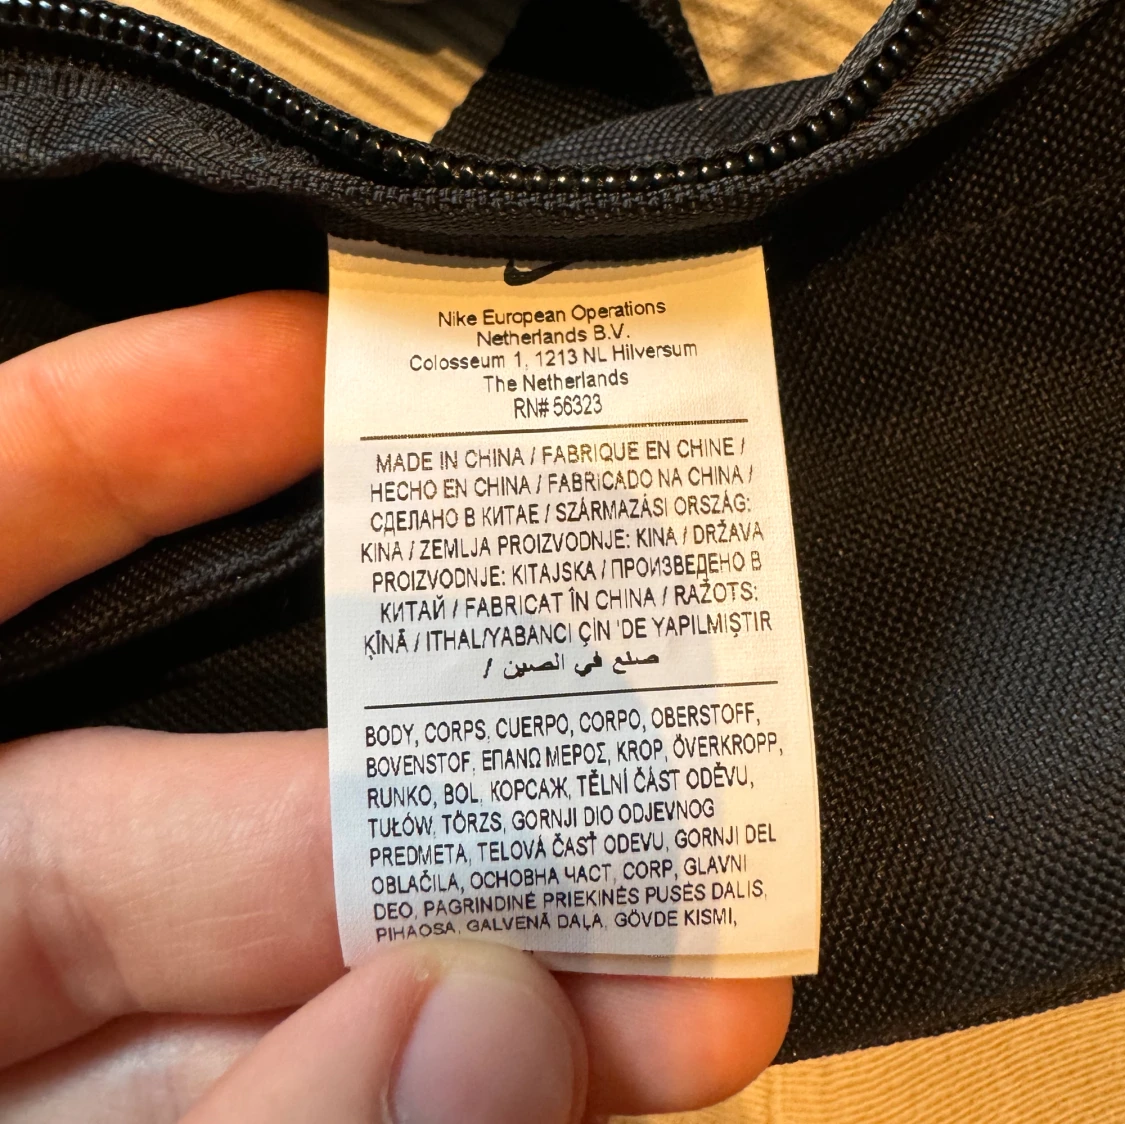 Nike European Operations
Netherlands B.V.
Colosseum 1, 1213 NL Hilversum
The Netherlands
RN# 56323
MADE IN CHINA / FABRIQUE EN CHINE /
HECHO EN CHINA / FABRICADO NA CHINA /
СДЕЛАНО В КИТАЕ / SZÁRMAZÁSI ORSZÁG:
KINA / ZEMLJA PROIZVODNJE: KINA / DRŽAVA
PROIZVODNJE: KITAJSKA / ПРОИЗВЕДЕНО В
КИТАЙ / FABRICAT ÎN CHINA / RAŽOTS:
ĶĪNĀ / ITHAL/YABANCI ÇİN 'DE YAPILMIŞTIR
/ صنع في الصين
BODY, CORPS, CUERPO, CORPO, OBERSTOFF,
BOVENSTOF, ΕΠΑΝΩ ΜΕΡΟΣ, KROP, ÖVERKROPP,
RUNKO, BOL, КОРСАЖ, TĚLNÍ ČÁST ODĚVU,
TUŁÓW, TÖRZS, GORNJI DIO ODJEVNOG
PREDMETA, TELOVÁ ČASŤ ODEVU, GORNJI DEL
OBLAČILA, ОСНОВНА ЧАСТ, CORP, GLAVNI
DEO, PAGRINDINĖ PRIEKINĖS PUSĖS DALIS,
PIHAOSA, GALVENĀ DAĻA, GÖVDE KISMI,